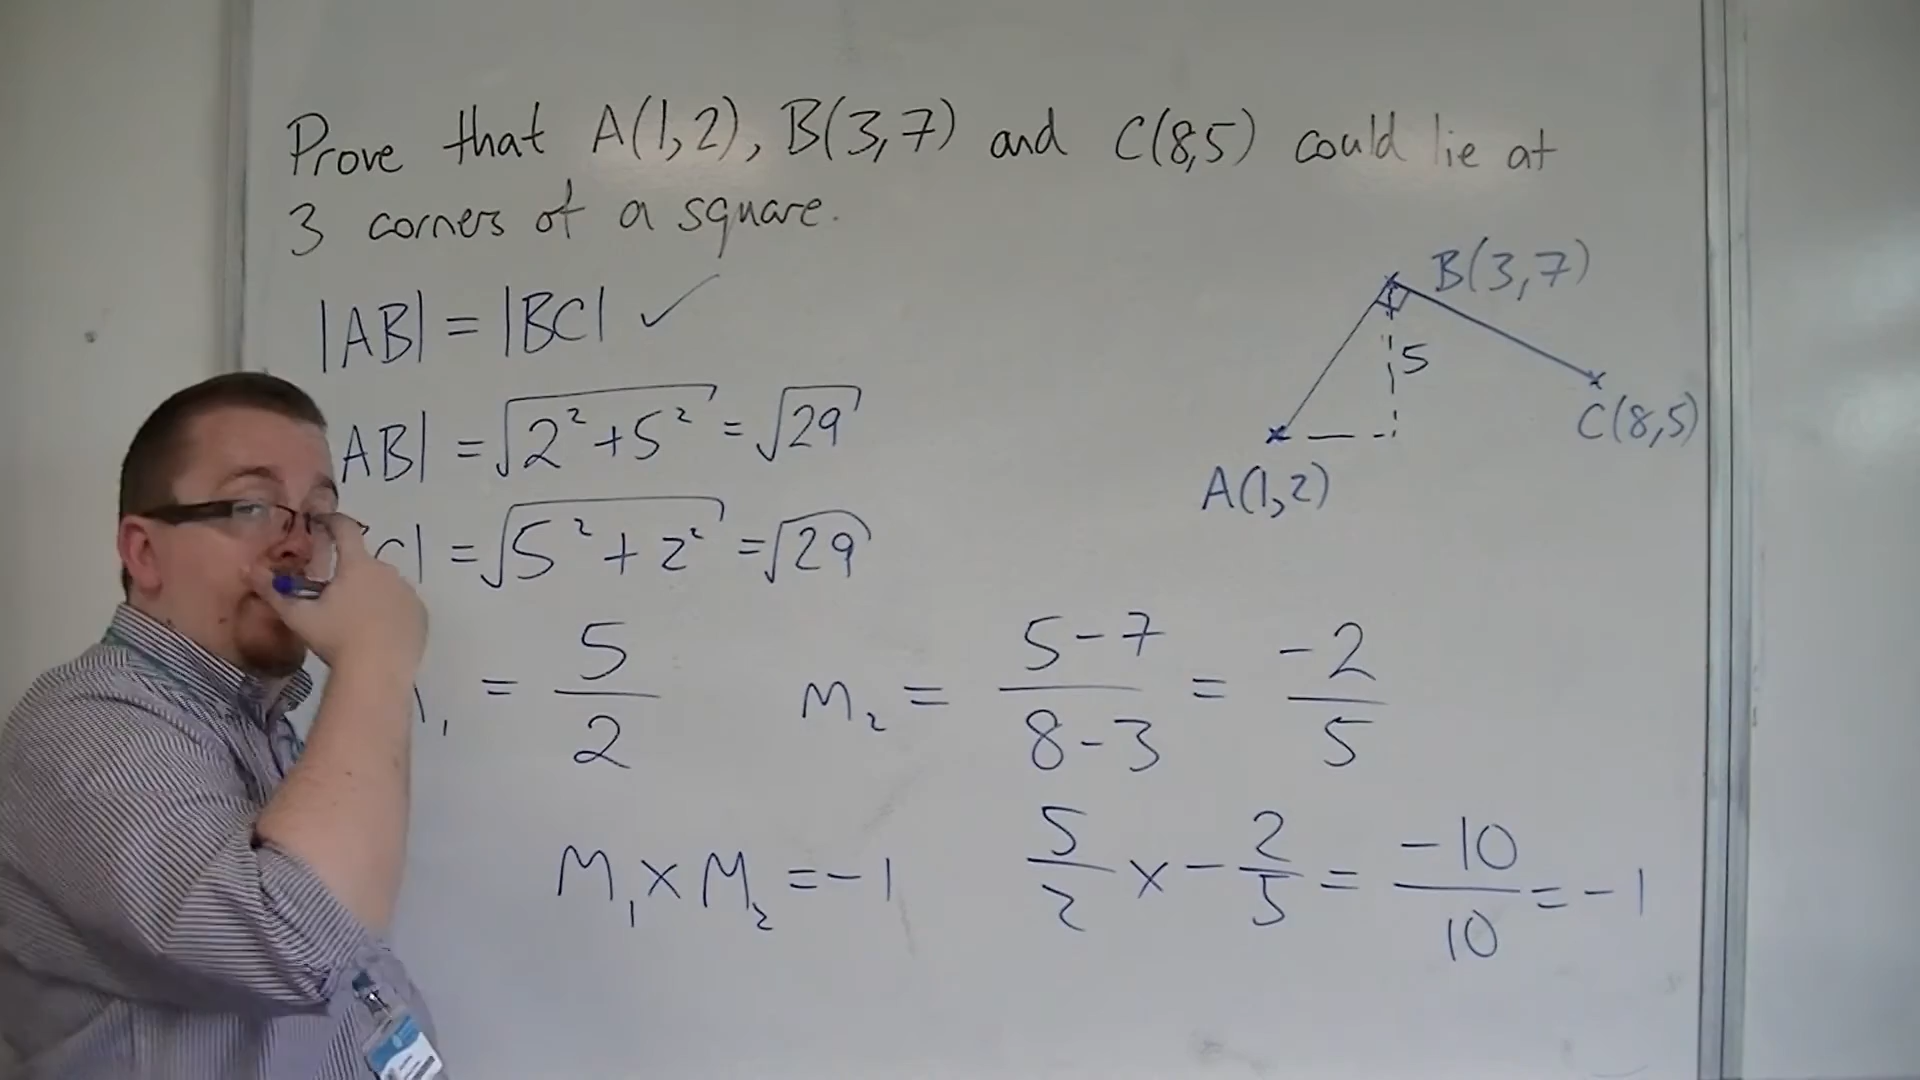 Prove that A(1,2), B(3,7) and C(8,5) could lie at
3 corners of a square.
|AB| = |BC| ✓
AB| = √(2² + 5²) = √29
C| = √(5² + 2²) = √29
₁ = 5/2
M₂ = (5-7)/(8-3) = -2/5
M₁ × M₂ = -1
5/2 × -2/5 = -10/10 = -1
B(3,7)
5
C(8,5)
A(1,2)